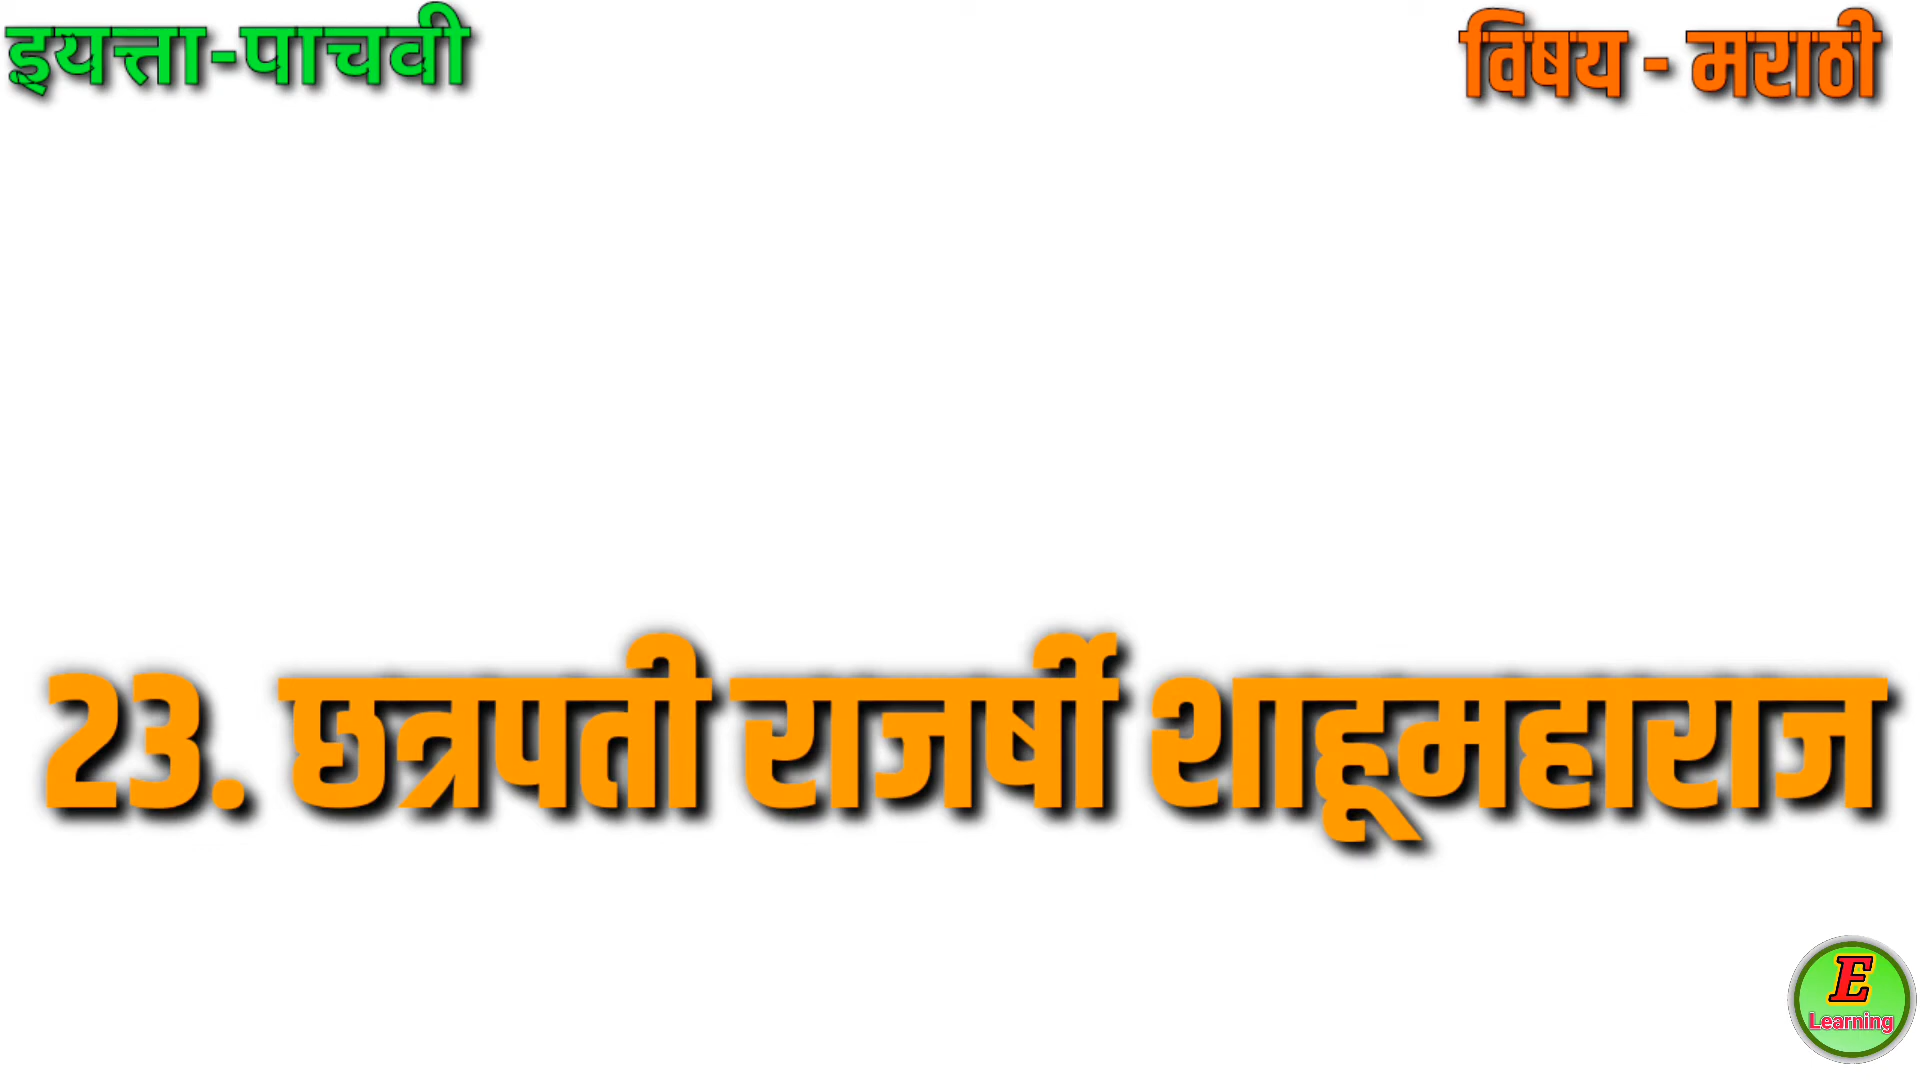 इयत्ता-पाचवी
विषय - मराठी
23. छत्रपती राजर्षी शाहूमहाराज
E
Learning